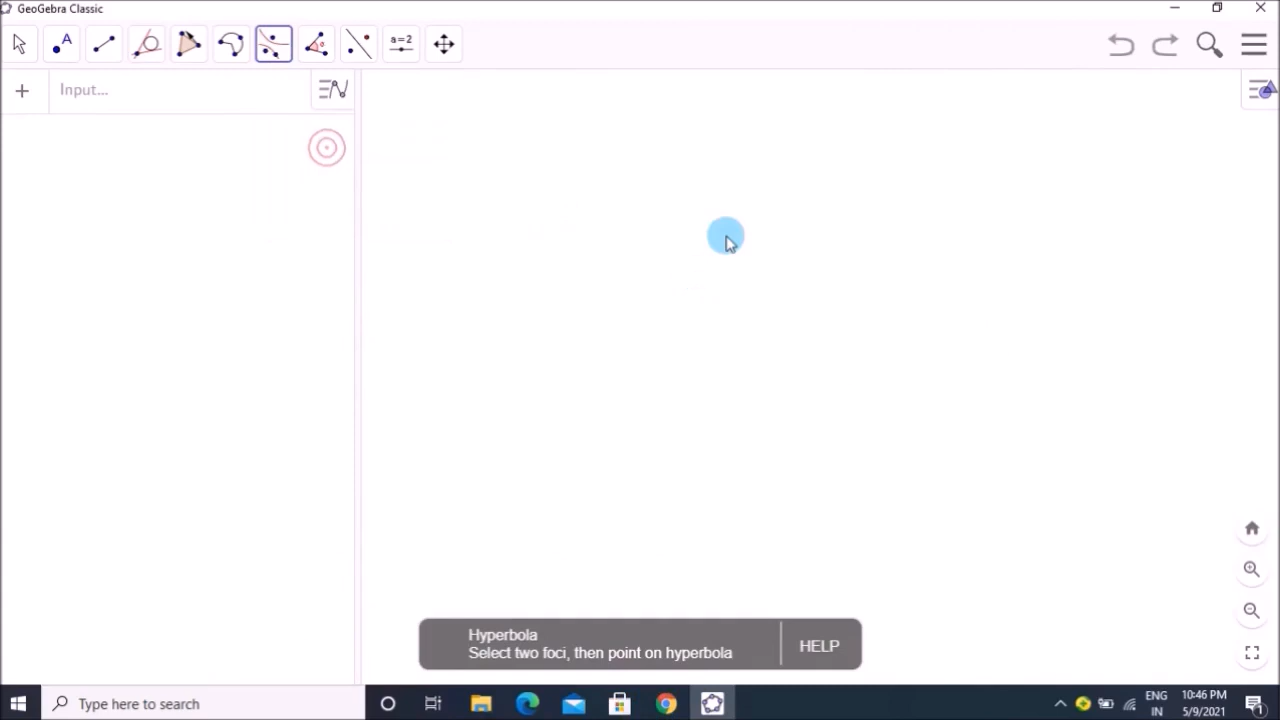 GeoGebra Classic
A
a=2
Input...
Hyperbola
Select two foci, then point on hyperbola
HELP
Type here to search
ENG
IN
10:46 PM
5/9/2021
1